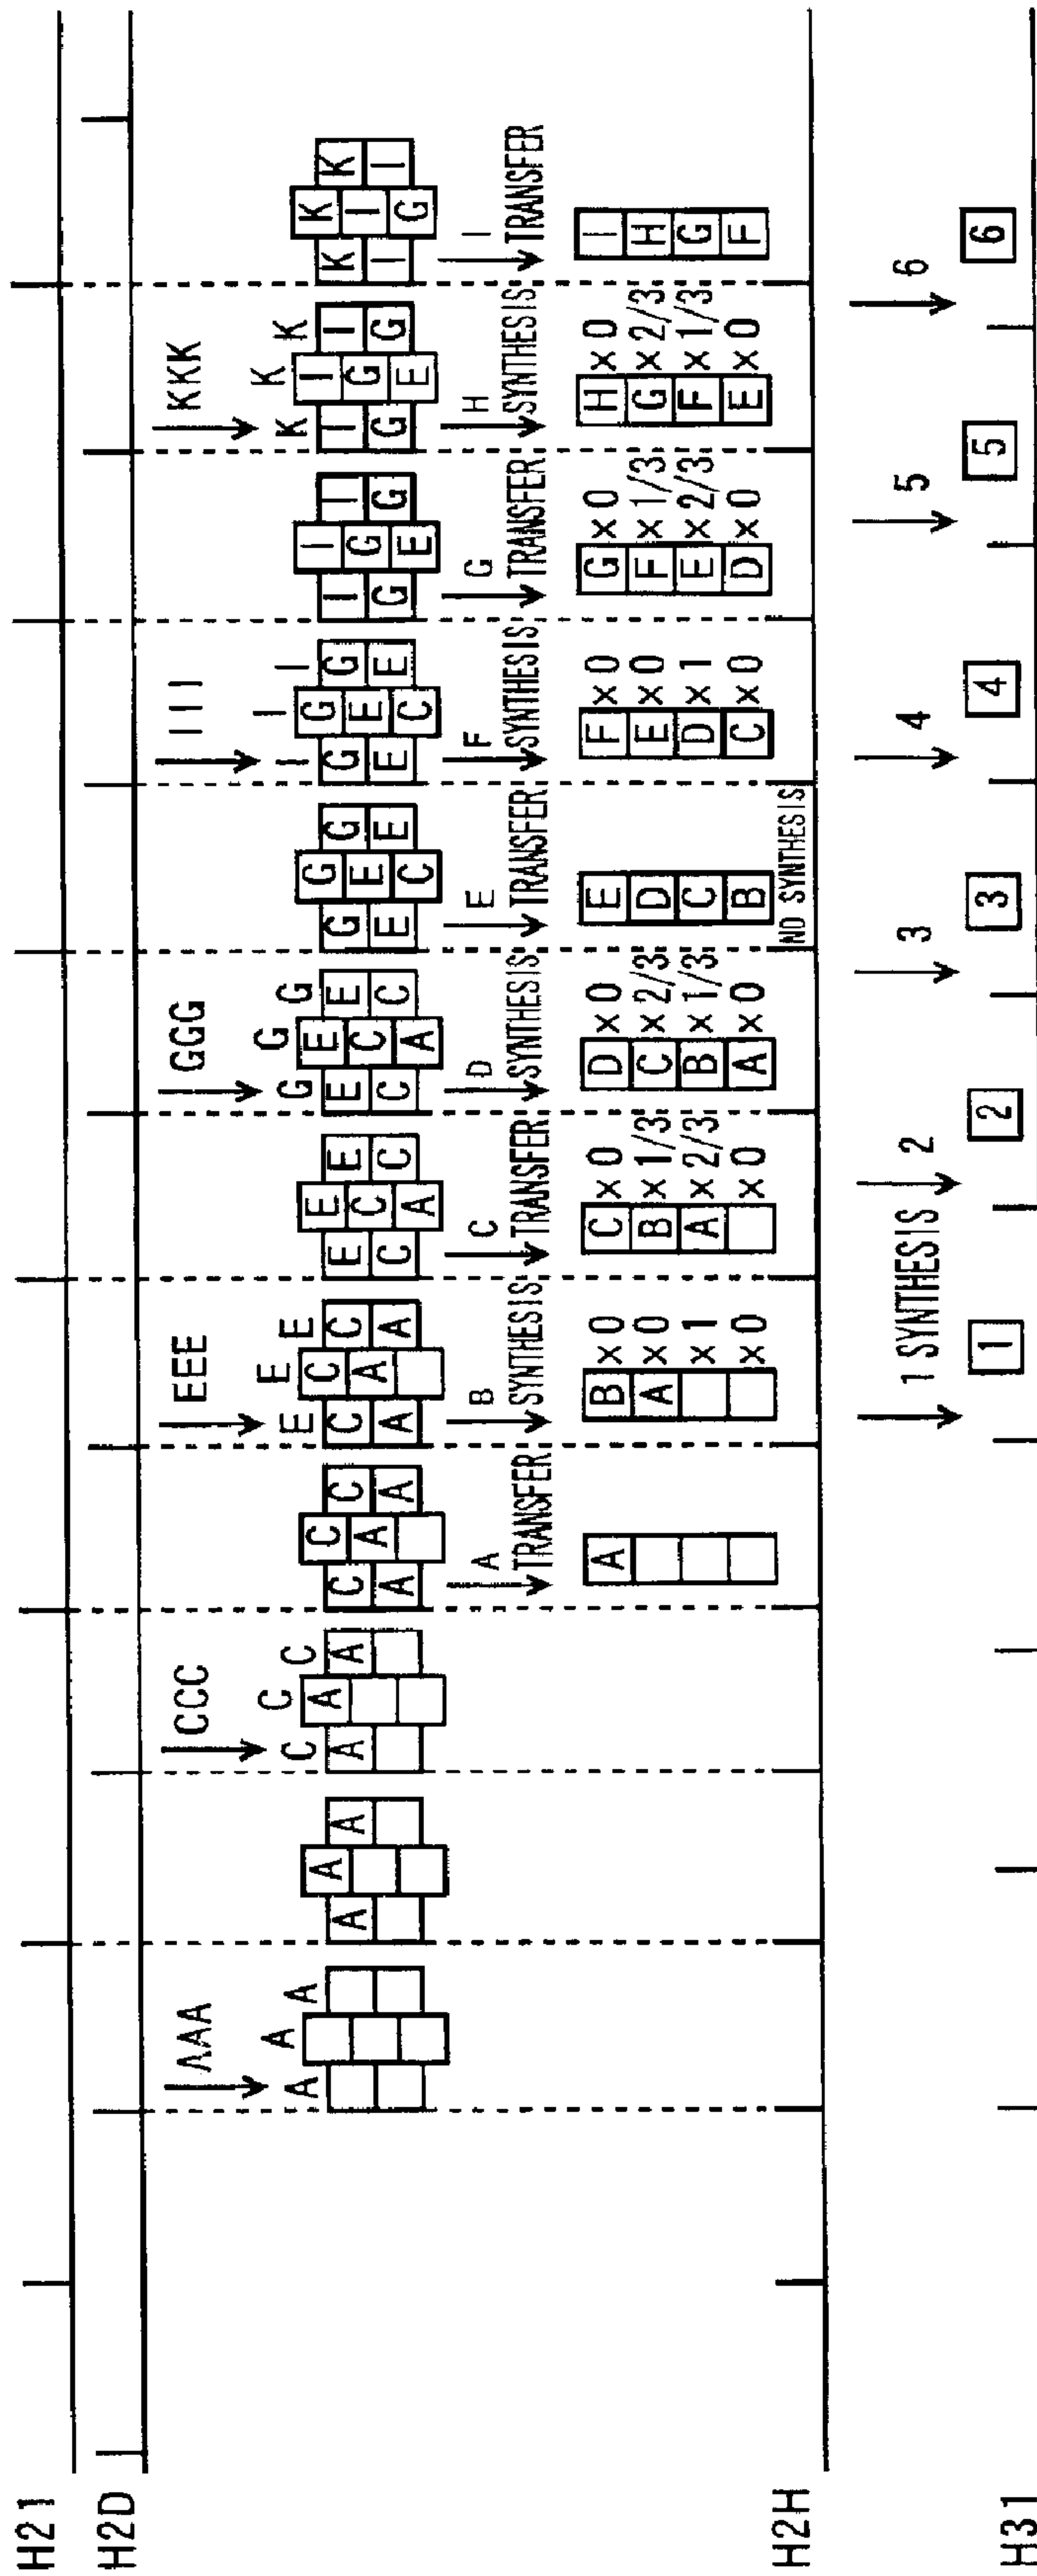 H21
H2D
AAA
A A A
A A A
CCC
C C C
A A A
C C C
A A A
A
TRANSFER
A
EEE
E E E
C C C
A A A
B
SYNTHESIS
B ×0
A ×0
×1
×0
E E E
C C C
A
C
TRANSFER
C ×0
B ×1/3
A ×2/3
×0
GGG
G G G
E E E
C C C
A
D
SYNTHESIS
D ×0
C ×2/3
B ×1/3
A ×0
G G G
E E E
C
E
TRANSFER
E
D
C
B
NO SYNTHESIS
III
I I I
G G G
E E E
C
F
SYNTHESIS
F ×0
E ×0
D ×1
C ×0
I I I
G G G
E
G
TRANSFER
G ×0
F ×1/3
E ×2/3
D ×0
KKK
K K K
I I I
G G G
E
H
SYNTHESIS
H ×0
G ×2/3
F ×1/3
E ×0
K K K
I I I
G
I
TRANSFER
I
H
G
F
H2H
1 SYNTHESIS 2 3 4 5 6
1 2 3 4 5 6
H31